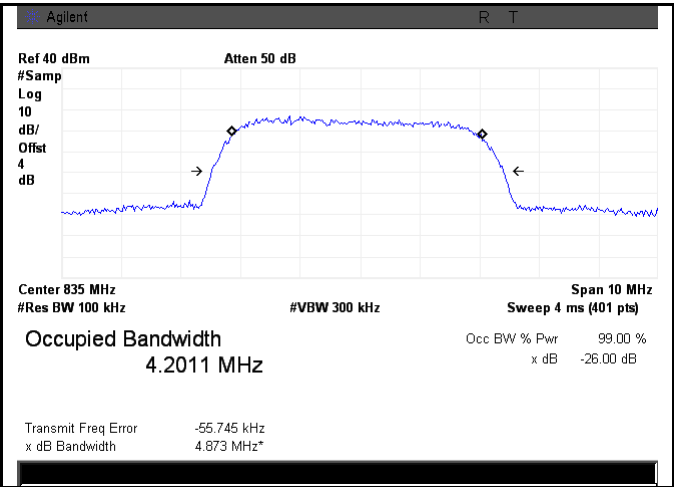 Agilent R T
Ref 40 dBm Atten 50 dB
#Samp
Log
10
dB/
Offst
4
dB
Center 835 MHz Span 10 MHz
#Res BW 100 kHz #VBW 300 kHz Sweep 4 ms (401 pts)
Occupied Bandwidth Occ BW % Pwr 99.00 %
4.2011 MHz x dB -26.00 dB
Transmit Freq Error -55.745 kHz
x dB Bandwidth 4.873 MHz*